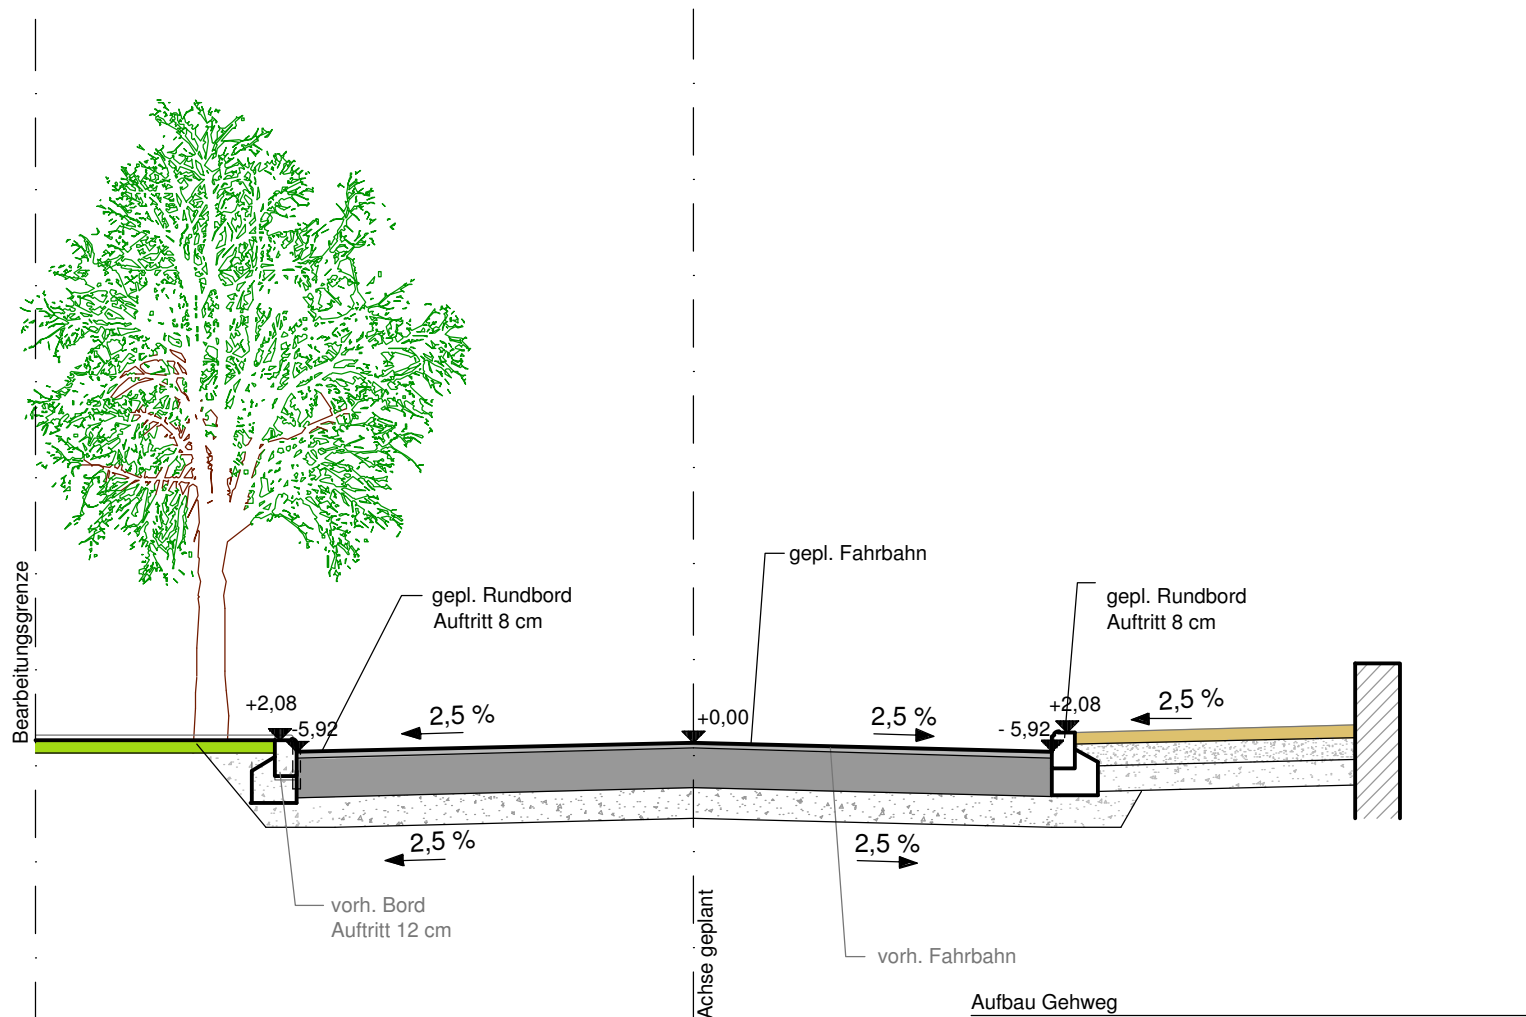 Bearbeitungsgrenze
gepl. Fahrbahn
gepl. Rundbord
Auftritt 8 cm
gepl. Rundbord
Auftritt 8 cm
+2,08
-5,92
2,5 %
+0,00
2,5 %
- 5,92
+2,08
2,5 %
2,5 %
2,5 %
vorh. Bord
Auftritt 12 cm
Achse geplant
vorh. Fahrbahn
Aufbau Gehweg